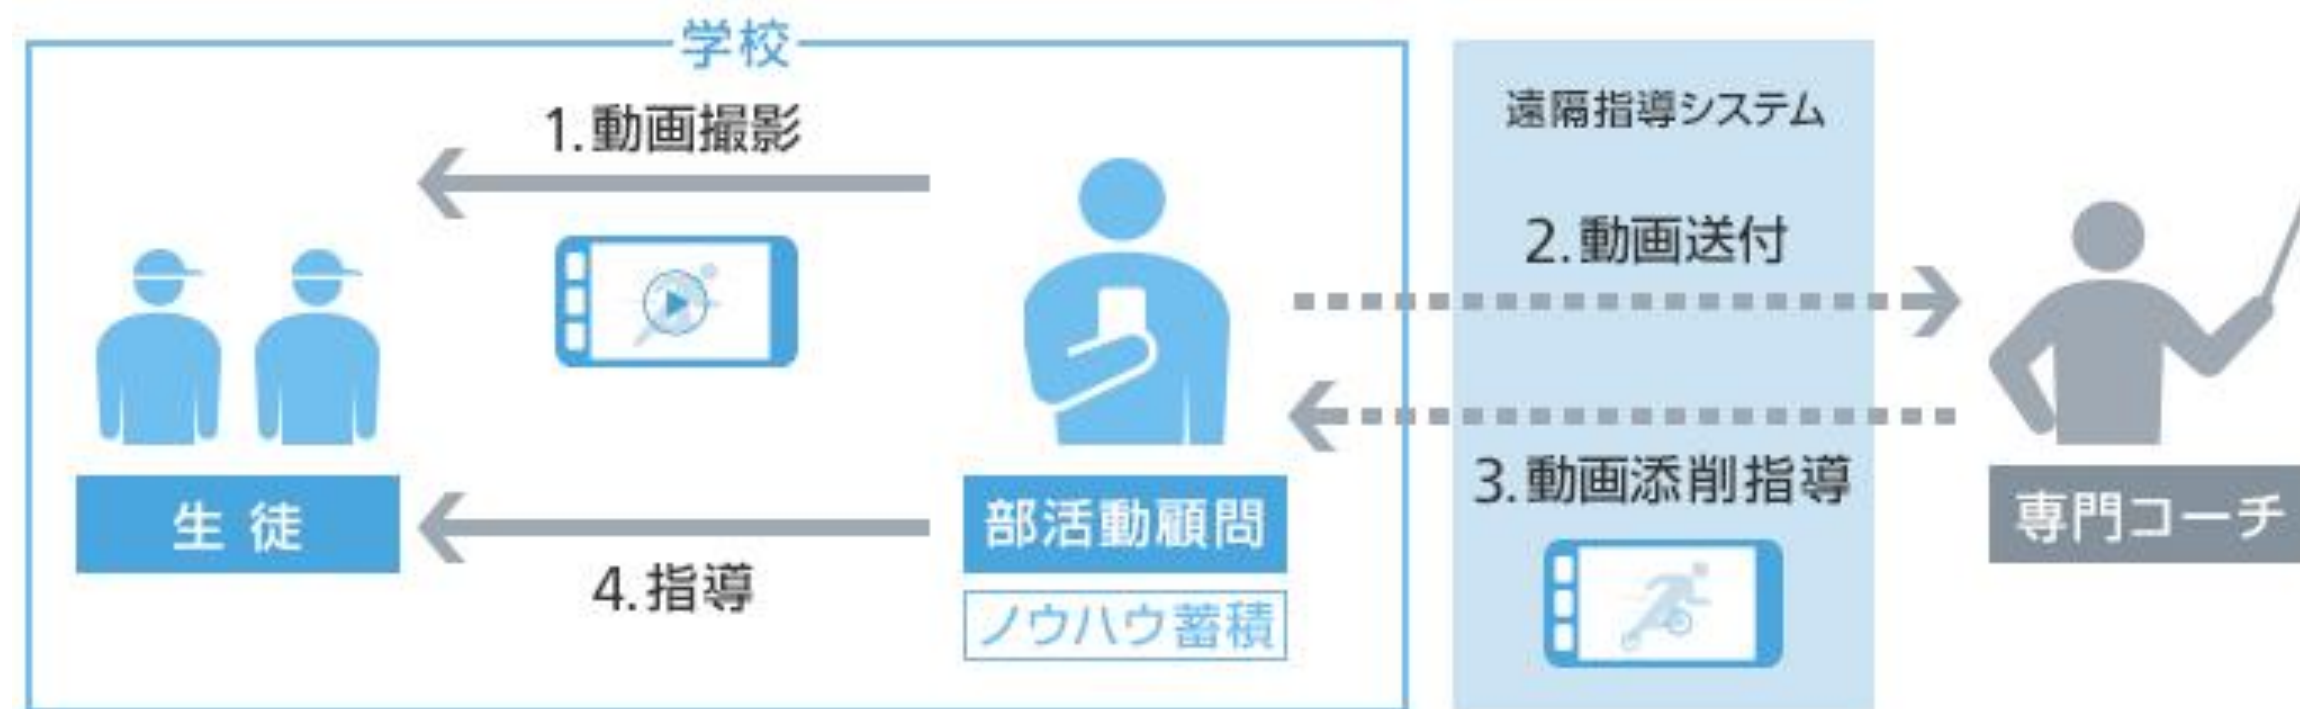 学校
1.動画撮影
遠隔指導システム
2.動画送付
3.動画添削指導
生徒
部活動顧問
専門コーチ
4.指導
ノウハウ蓄積